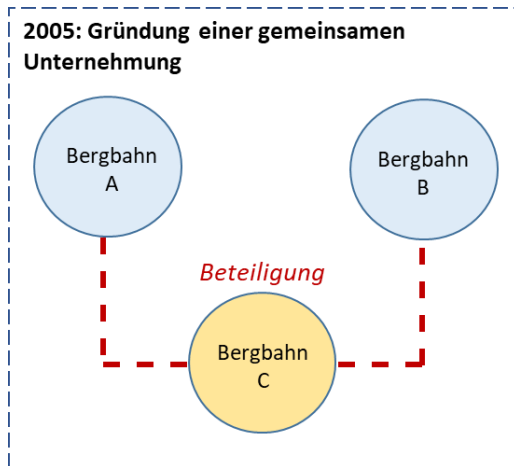 2005: Gründung einer gemeinsamen
Unternehmung
Bergbahn
A
Bergbahn
B
Beteiligung
Bergbahn
C